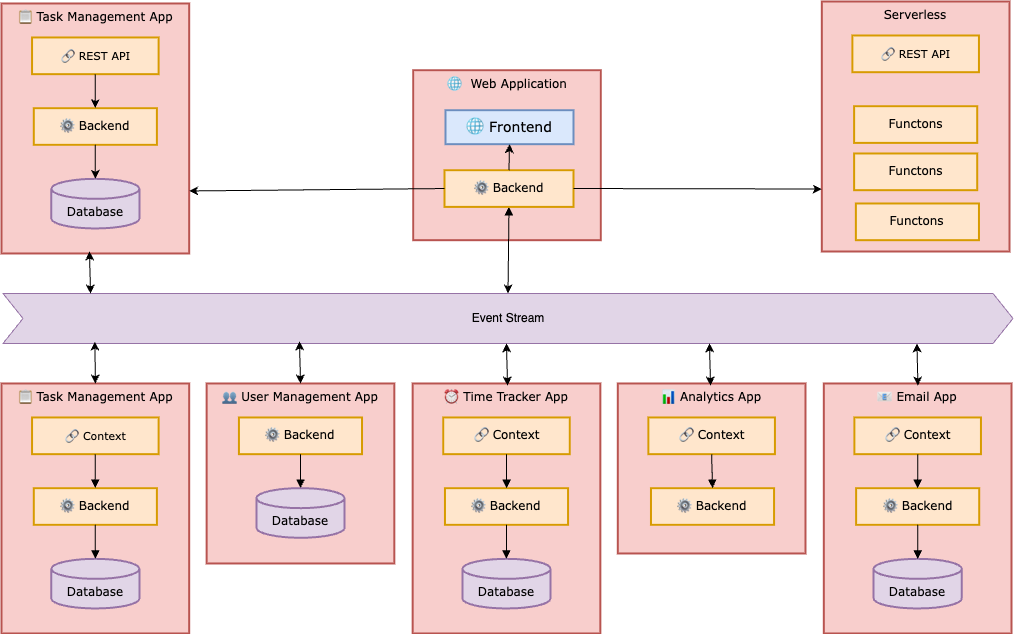 Task Management App
REST API
Backend
Database
Web Application
Frontend
Backend
Serverless
REST API
Functons
Functons
Functons
Event Stream
Task Management App
Context
Backend
Database
User Management App
Backend
Database
Time Tracker App
Context
Backend
Database
Analytics App
Context
Backend
Email App
Context
Backend
Database